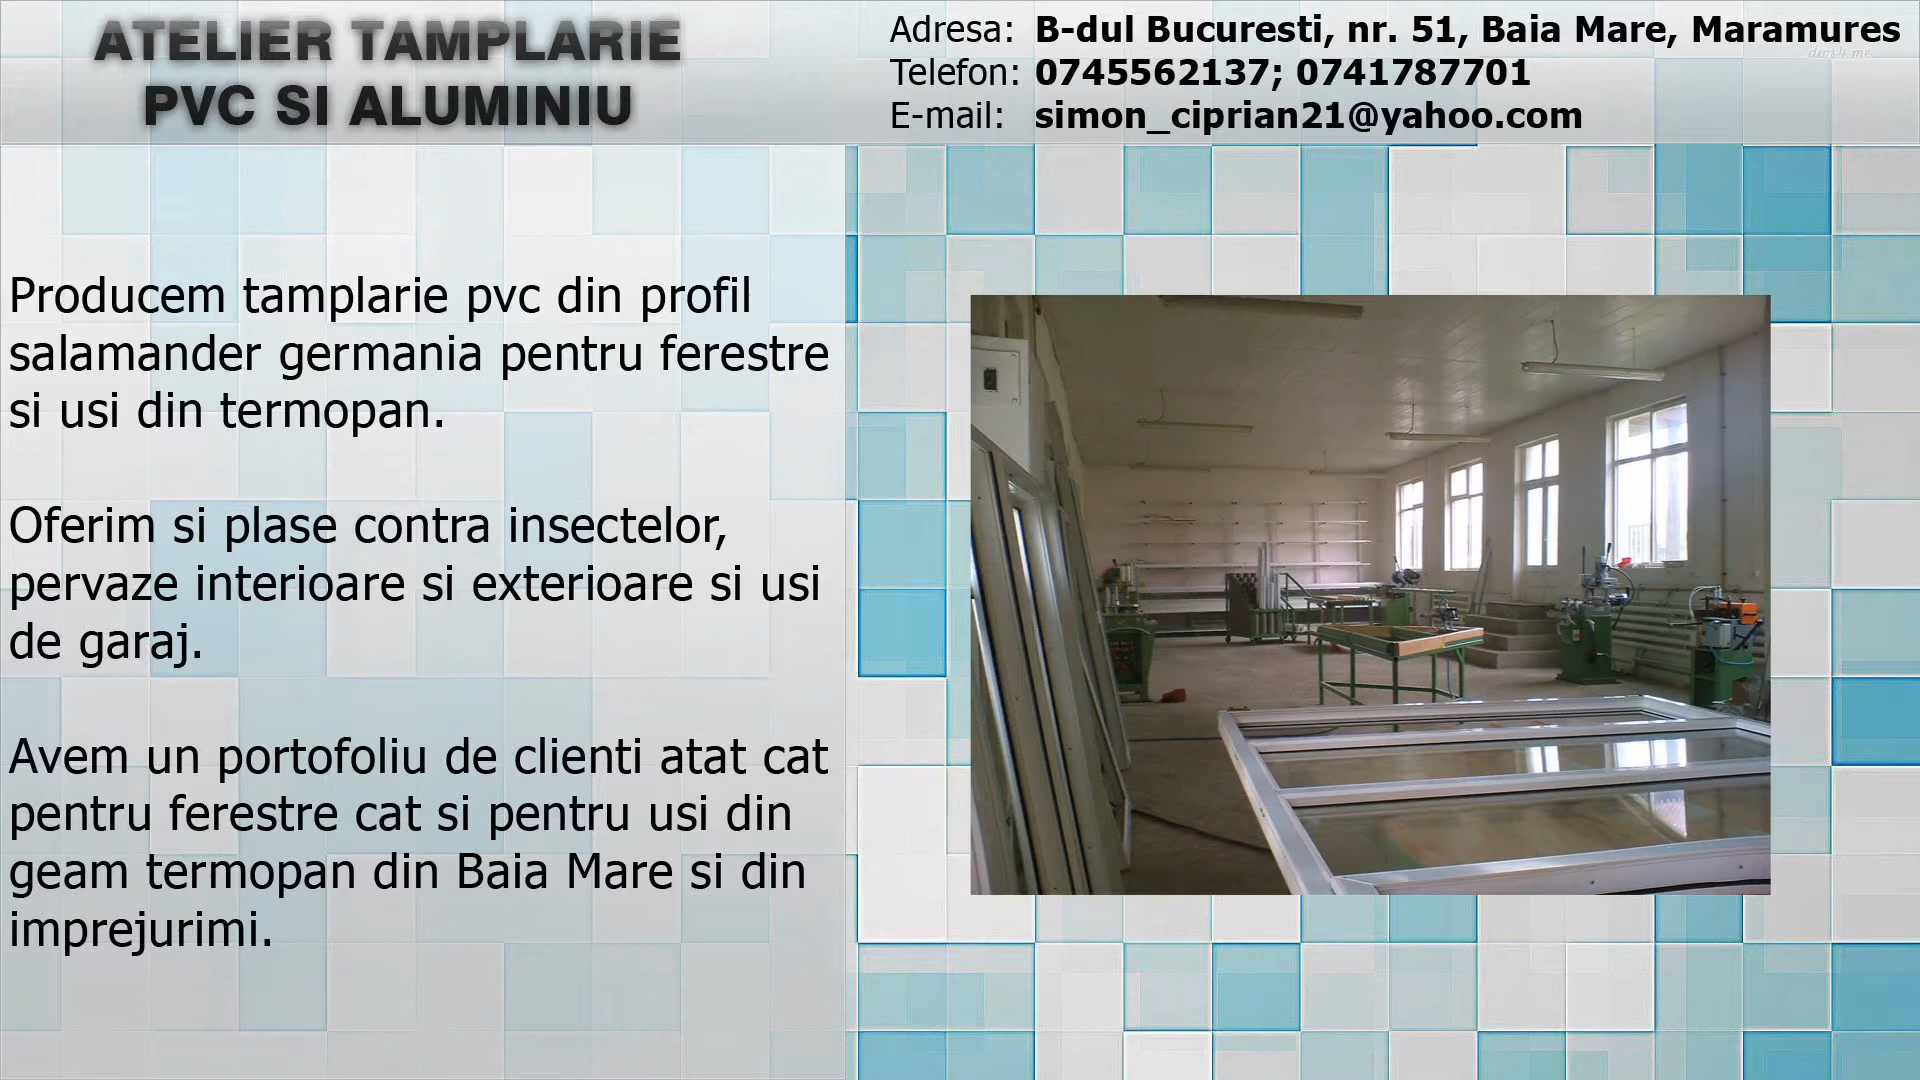 ATELIER TAMPLARIE
PVC SI ALUMINIU
Adresa: B-dul Bucuresti, nr. 51, Baia Mare, Maramures
Telefon: 0745562137; 0741787701
E-mail: simon_ciprian21@yahoo.com
dws4.me
Producem tamplarie pvc din profil
salamander germania pentru ferestre
si usi din termopan.
Oferim si plase contra insectelor,
pervaze interioare si exterioare si usi
de garaj.
Avem un portofoliu de clienti atat cat
pentru ferestre cat si pentru usi din
geam termopan din Baia Mare si din
imprejurimi.